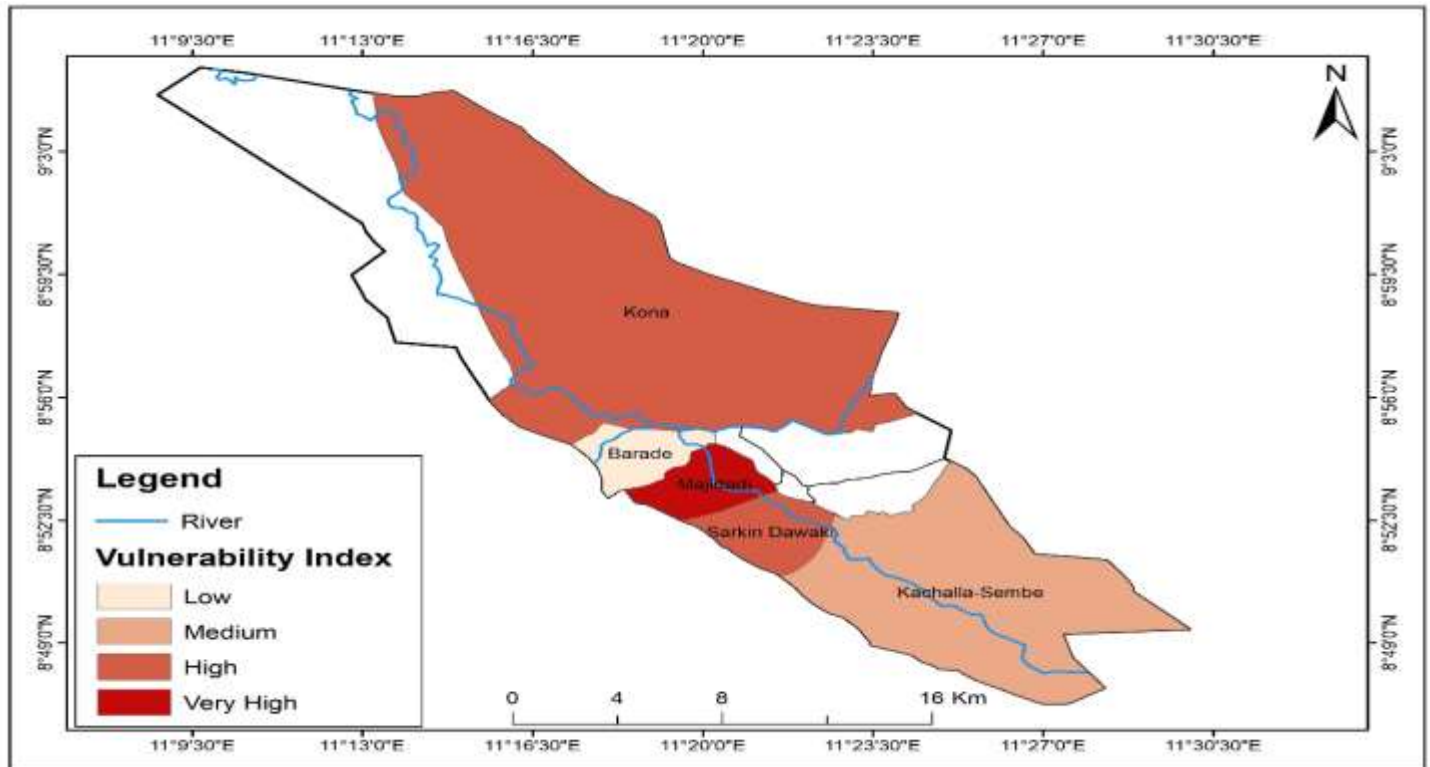 11°9'30"E 11°13'0"E 11°16'30"E 11°20'0"E 11°23'30"E 11°27'0"E 11°30'30"E
N
9°3'0"N 9°3'0"N
8°59'30"N 8°59'30"N
Kona
8°56'0"N 8°56'0"N
Barade
Majidadi
8°52'30"N 8°52'30"N
Sarkin Dawaki
Kachalla-Sembe
8°49'0"N 8°49'0"N
Legend
River
Vulnerability Index
Low
Medium
High
Very High
0 4 8 16 Km
11°9'30"E 11°13'0"E 11°16'30"E 11°20'0"E 11°23'30"E 11°27'0"E 11°30'30"E